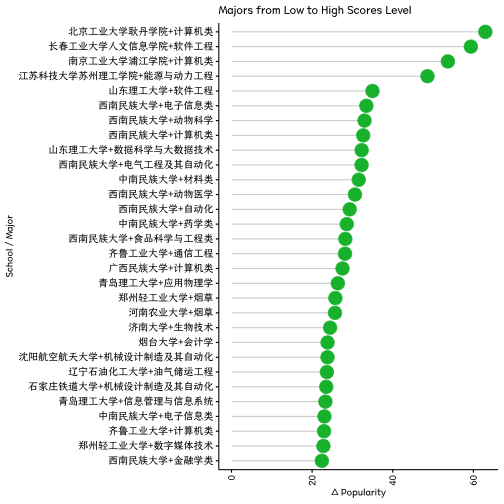 Majors from Low to High Scores Level
School / Major
北京工业大学耿丹学院+计算机类
长春工业大学人文信息学院+软件工程
南京工业大学浦江学院+计算机类
江苏科技大学苏州理工学院+能源与动力工程
山东理工大学+软件工程
西南民族大学+电子信息类
西南民族大学+动物科学
西南民族大学+计算机类
山东理工大学+数据科学与大数据技术
西南民族大学+电气工程及其自动化
中南民族大学+材料类
西南民族大学+动物医学
西南民族大学+自动化
中南民族大学+药学类
西南民族大学+食品科学与工程类
齐鲁工业大学+通信工程
广西民族大学+计算机类
青岛理工大学+应用物理学
郑州轻工业大学+烟草
河南农业大学+烟草
济南大学+生物技术
烟台大学+会计学
沈阳航空航天大学+机械设计制造及其自动化
辽宁石油化工大学+油气储运工程
石家庄铁道大学+机械设计制造及其自动化
青岛理工大学+信息管理与信息系统
中南民族大学+电子信息类
齐鲁工业大学+计算机类
郑州轻工业大学+数字媒体技术
西南民族大学+金融学类
0 20 40 60
Δ Popularity